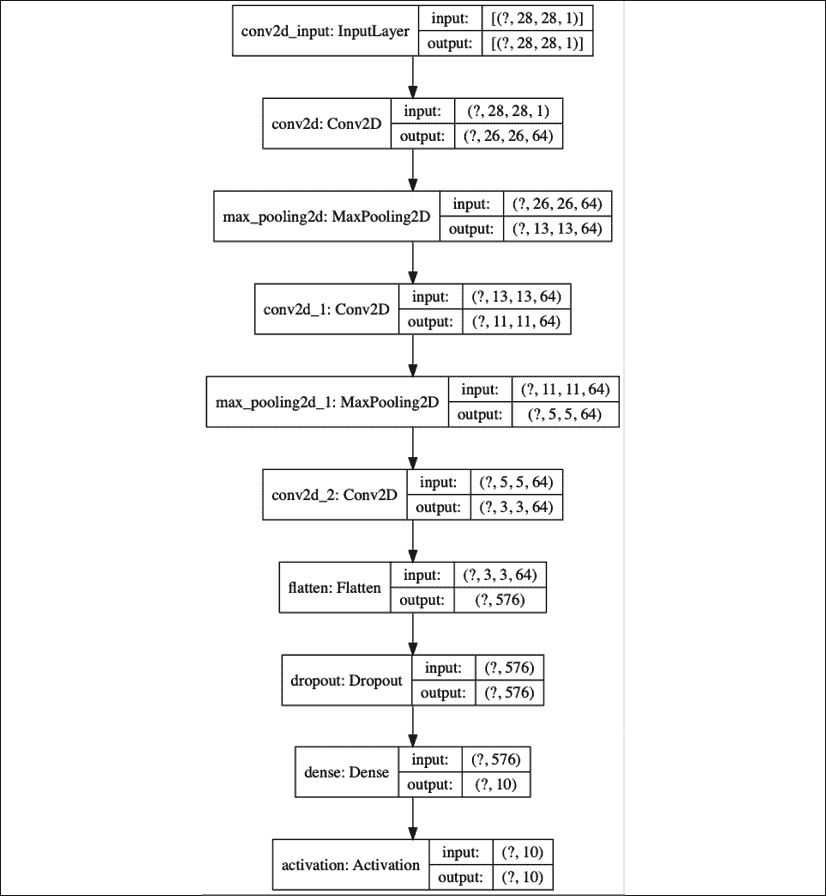 conv2d_input: InputLayer
input: [(?, 28, 28, 1)]
output: [(?, 28, 28, 1)]
conv2d: Conv2D
input: (?, 28, 28, 1)
output: (?, 26, 26, 64)
max_pooling2d: MaxPooling2D
input: (?, 26, 26, 64)
output: (?, 13, 13, 64)
conv2d_1: Conv2D
input: (?, 13, 13, 64)
output: (?, 11, 11, 64)
max_pooling2d_1: MaxPooling2D
input: (?, 11, 11, 64)
output: (?, 5, 5, 64)
conv2d_2: Conv2D
input: (?, 5, 5, 64)
output: (?, 3, 3, 64)
flatten: Flatten
input: (?, 3, 3, 64)
output: (?, 576)
dropout: Dropout
input: (?, 576)
output: (?, 576)
dense: Dense
input: (?, 576)
output: (?, 10)
activation: Activation
input: (?, 10)
output: (?, 10)